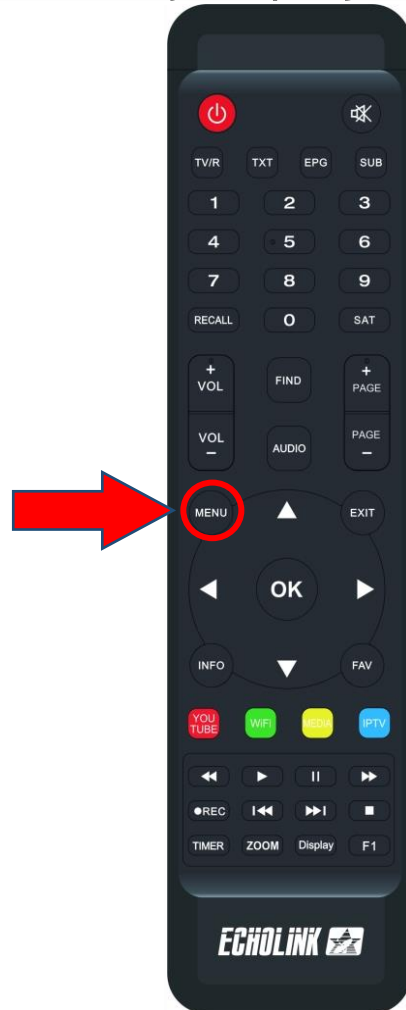 TV/R TXT EPG SUB
1 2 3
4 5 6
7 8 9
RECALL 0 SAT
+ +
VOL FIND PAGE
VOL AUDIO PAGE
- -
MENU EXIT
OK
INFO FAV
YOU TUBE WiFi MEDIA IPTV
●REC
TIMER ZOOM Display F1
ECHOLINK